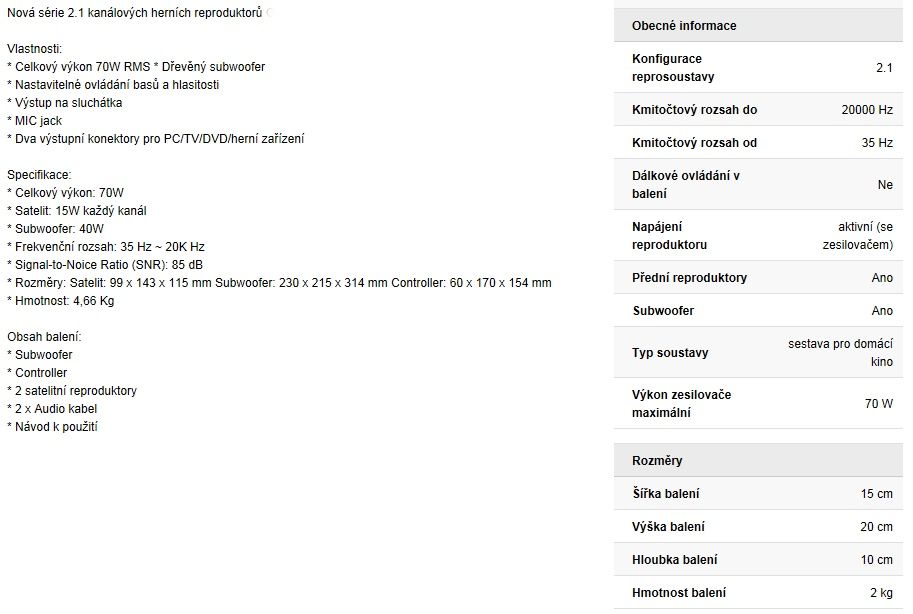 Nová série 2.1 kanálových herních reproduktorů
Vlastnosti:
* Celkový výkon 70W RMS * Dřevěný subwoofer
* Nastavitelné ovládání basů a hlasitosti
* Výstup na sluchátka
* MIC jack
* Dva výstupní konektory pro PC/TV/DVD/herní zařízení
Specifikace:
* Celkový výkon: 70W
* Satelit: 15W každý kanál
* Subwoofer: 40W
* Frekvenční rozsah: 35 Hz ~ 20K Hz
* Signal-to-Noice Ratio (SNR): 85 dB
* Rozměry: Satelit: 99 x 143 x 115 mm Subwoofer: 230 x 215 x 314 mm Controller: 60 x 170 x 154 mm
* Hmotnost: 4,66 Kg
Obsah balení:
* Subwoofer
* Controller
* 2 satelitní reproduktory
* 2 x Audio kabel
* Návod k použití
Obecné informace
Konfigurace
reprosoustavy 2.1
Kmitočtový rozsah do 20000 Hz
Kmitočtový rozsah od 35 Hz
Dálkové ovládání v
balení Ne
Napájení aktivní (se
reproduktoru zesilovačem)
Přední reproduktory Ano
Subwoofer Ano
Typ soustavy sestava pro domácí
kino
Výkon zesilovače
maximální 70 W
Rozměry
Šířka balení 15 cm
Výška balení 20 cm
Hloubka balení 10 cm
Hmotnost balení 2 kg